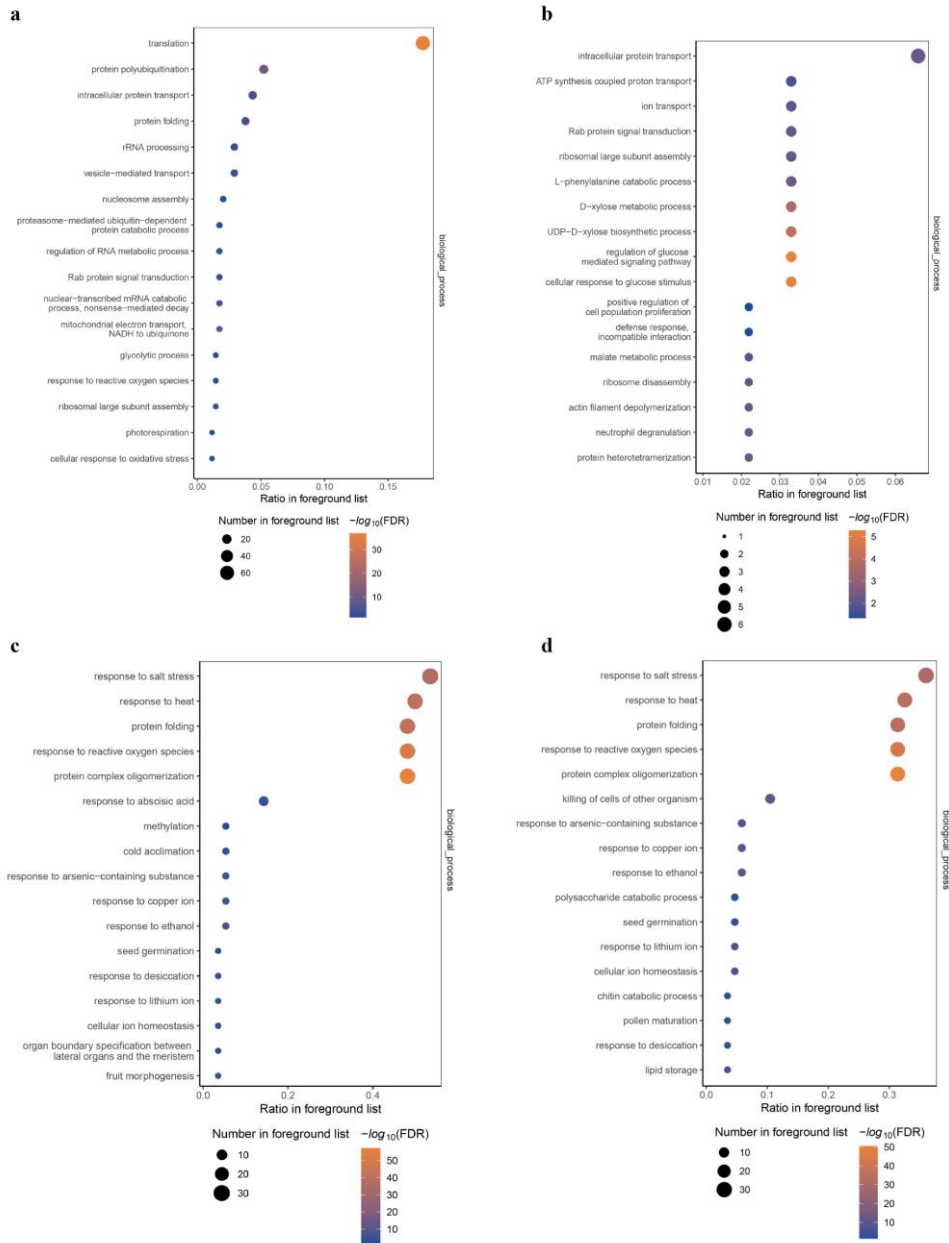 a
translation
protein polyubiquitination
intracellular protein transport
protein folding
rRNA processing
vesicle−mediated transport
nucleosome assembly
proteasome−mediated ubiquitin−dependent
protein catabolic process
regulation of RNA metabolic process
Rab protein signal transduction
nuclear−transcribed mRNA catabolic
process, nonsense−mediated decay
mitochondrial electron transport,
NADH to ubiquinone
glycolytic process
response to reactive oxygen species
ribosomal large subunit assembly
photorespiration
cellular response to oxidative stress
biological_process
0.00 0.05 0.10 0.15
Ratio in foreground list
Number in foreground list
20
40
60
−log10(FDR)
30
20
10
b
intracellular protein transport
ATP synthesis coupled proton transport
ion transport
Rab protein signal transduction
ribosomal large subunit assembly
L−phenylalanine catabolic process
D−xylose metabolic process
UDP−D−xylose biosynthetic process
regulation of glucose
mediated signaling pathway
cellular response to glucose stimulus
positive regulation of
cell population proliferation
defense response,
incompatible interaction
malate metabolic process
ribosome disassembly
actin filament depolymerization
neutrophil degranulation
protein heterotetramerization
biological_process
0.01 0.02 0.03 0.04 0.05 0.06
Ratio in foreground list
Number in foreground list
1
2
3
4
5
6
−log10(FDR)
5
4
3
2
c
response to salt stress
response to heat
protein folding
response to reactive oxygen species
protein complex oligomerization
response to abscisic acid
methylation
cold acclimation
response to arsenic−containing substance
response to copper ion
response to ethanol
seed germination
response to desiccation
response to lithium ion
cellular ion homeostasis
organ boundary specification between
lateral organs and the meristem
fruit morphogenesis
biological_process
0.0 0.2 0.4
Ratio in foreground list
Number in foreground list
10
20
30
−log10(FDR)
50
40
30
20
10
d
response to salt stress
response to heat
protein folding
response to reactive oxygen species
protein complex oligomerization
killing of cells of other organism
response to arsenic−containing substance
response to copper ion
response to ethanol
polysaccharide catabolic process
seed germination
response to lithium ion
cellular ion homeostasis
chitin catabolic process
pollen maturation
response to desiccation
lipid storage
biological_process
0.0 0.1 0.2 0.3
Ratio in foreground list
Number in foreground list
10
20
30
−log10(FDR)
50
40
30
20
10